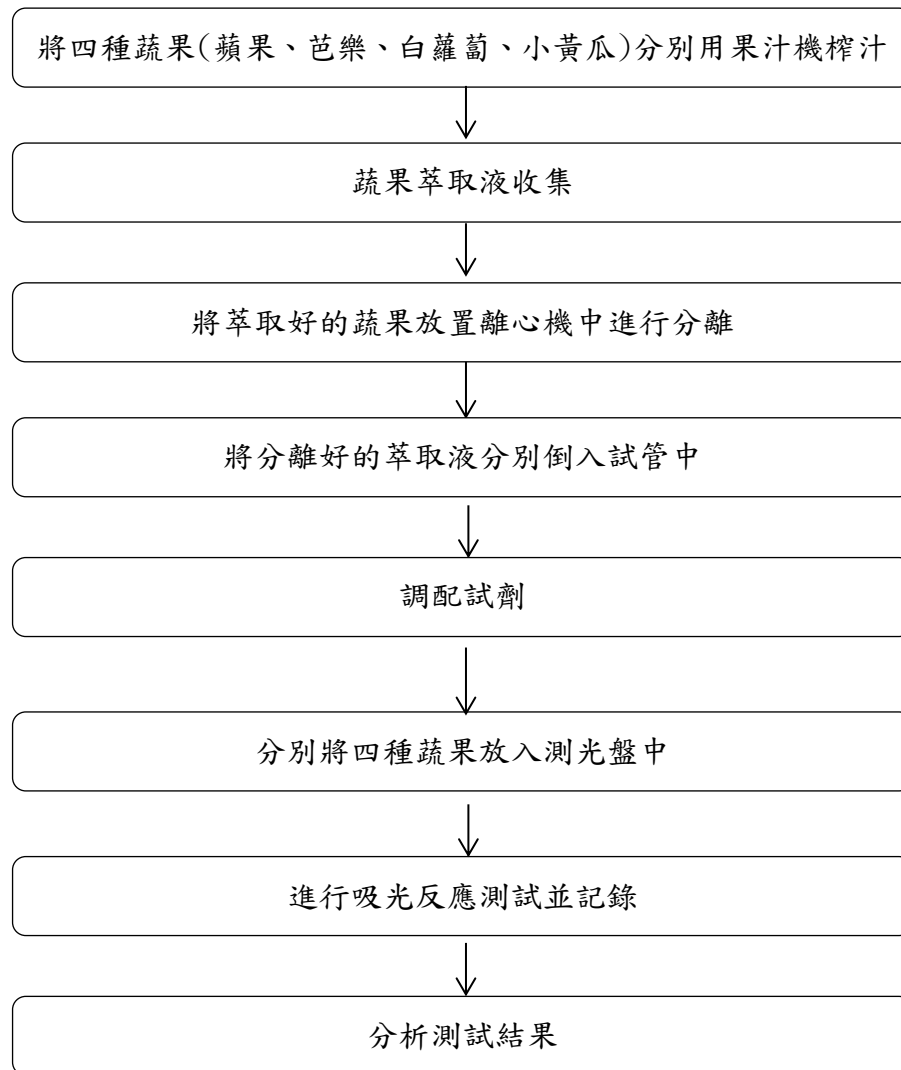 將四種蔬果(蘋果、芭樂、白蘿蔔、小黃瓜)分別用果汁機榨汁
蔬果萃取液收集
將萃取好的蔬果放置離心機中進行分離
將分離好的萃取液分別倒入試管中
調配試劑
分別將四種蔬果放入測光盤中
進行吸光反應測試並記錄
分析測試結果